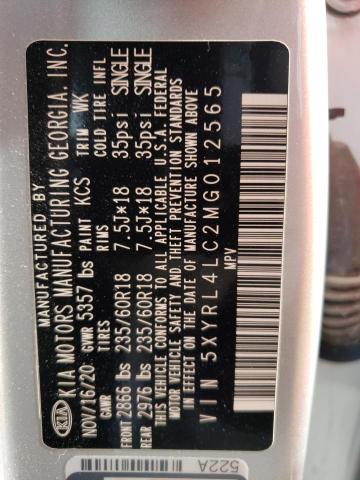 MANUFACTURED BY
KIA KIA MOTORS MANUFACTURING GEORGIA, INC.
NOV/16/20 GVWR 5357 lbs PAINT KCS TRIM WK
GAWR TIRES RIMS COLD TIRE INFL
FRONT 2866 lbs 235/60R18 7.5J*18 35psi SINGLE
REAR 2976 lbs 235/60R18 7.5J*18 35psi SINGLE
THIS VEHICLE CONFORMS TO ALL APPLICABLE U.S.A. FEDERAL
MOTOR VEHICLE SAFETY AND THEFT PREVENTION STANDARDS
IN EFFECT ON THE DATE OF MANUFACTURE SHOWN ABOVE
MPV
VIN 5XYRL4LC2MG012565
522A